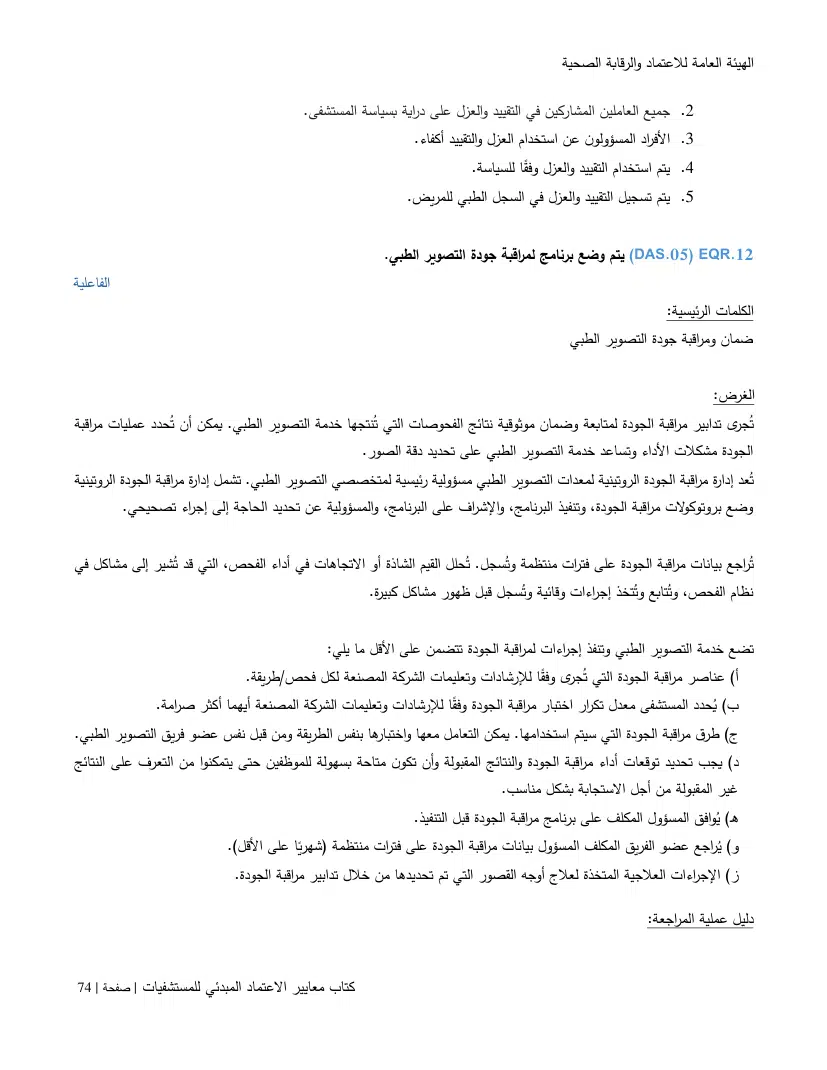 الهيئة العامة للاعتماد والرقابة الصحية
2. جميع العاملين المشاركين في التقييد والعزل على دراية بسياسة المستشفى.
3. الأفراد المسؤولون عن استخدام العزل والتقييد أكفاء.
4. يتم استخدام التقييد والعزل وفقًا للسياسة.
5. يتم تسجيل التقييد والعزل في السجل الطبي للمريض.
EQR.12 (DAS.05) يتم وضع برنامج لمراقبة جودة التصوير الطبي.
الفاعلية
الكلمات الرئيسية:
ضمان ومراقبة جودة التصوير الطبي
الغرض:
تُجرى تدابير مراقبة الجودة لمتابعة وضمان موثوقية نتائج الفحوصات التي تُنتجها خدمة التصوير الطبي. يمكن أن تُحدد عمليات مراقبة
الجودة مشكلات الأداء وتساعد خدمة التصوير الطبي على تحديد دقة الصور.
تُعد إدارة مراقبة الجودة الروتينية لمعدات التصوير الطبي مسؤولية رئيسية لمتخصصي التصوير الطبي. تشمل إدارة مراقبة الجودة الروتينية
وضع بروتوكولات مراقبة الجودة، وتنفيذ البرنامج، والإشراف على البرنامج، والمسؤولية عن تحديد الحاجة إلى إجراء تصحيحي.
تُراجع بيانات مراقبة الجودة على فترات منتظمة وتُسجل. تُحلل القيم الشاذة أو الاتجاهات في أداء الفحص، التي قد تُشير إلى مشاكل في
نظام الفحص، وتُتابع وتُتخذ إجراءات وقائية وتُسجل قبل ظهور مشاكل كبيرة.
تضع خدمة التصوير الطبي وتنفذ إجراءات لمراقبة الجودة تتضمن على الأقل ما يلي:
أ) عناصر مراقبة الجودة التي تُجرى وفقًا للإرشادات وتعليمات الشركة المصنعة لكل فحص/طريقة.
ب) يُحدد المستشفى معدل تكرار اختبار مراقبة الجودة وفقًا للإرشادات وتعليمات الشركة المصنعة أيهما أكثر صرامة.
ج) طرق مراقبة الجودة التي سيتم استخدامها. يمكن التعامل معها واختبارها بنفس الطريقة ومن قبل نفس عضو فريق التصوير الطبي.
د) يجب تحديد توقعات أداء مراقبة الجودة والنتائج المقبولة وأن تكون متاحة بسهولة للموظفين حتى يتمكنوا من التعرف على النتائج
غير المقبولة من أجل الاستجابة بشكل مناسب.
ه) يُوافق المسؤول المكلف على برنامج مراقبة الجودة قبل التنفيذ.
و) يُراجع عضو الفريق المكلف المسؤول بيانات مراقبة الجودة على فترات منتظمة (شهريًا على الأقل).
ز) الإجراءات العلاجية المتخذة لعلاج أوجه القصور التي تم تحديدها من خلال تدابير مراقبة الجودة.
دليل عملية المراجعة:
كتاب معايير الاعتماد المبدئي للمستشفيات | صفحة | 74